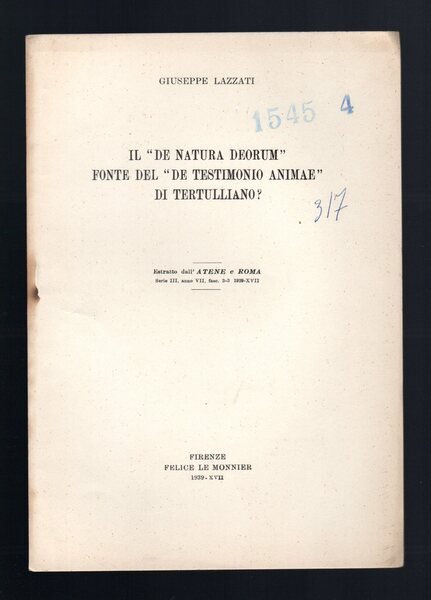 GIUSEPPE LAZZATI
1545 4
IL "DE NATURA DEORUM"
FONTE DEL "DE TESTIMONIO ANIMAE"
DI TERTULLIANO?
317
Estratto dall' ATENE e ROMA
Serie III, anno VII, fasc. 2-3 1939-XVII
FIRENZE
FELICE LE MONNIER
1939-XVII